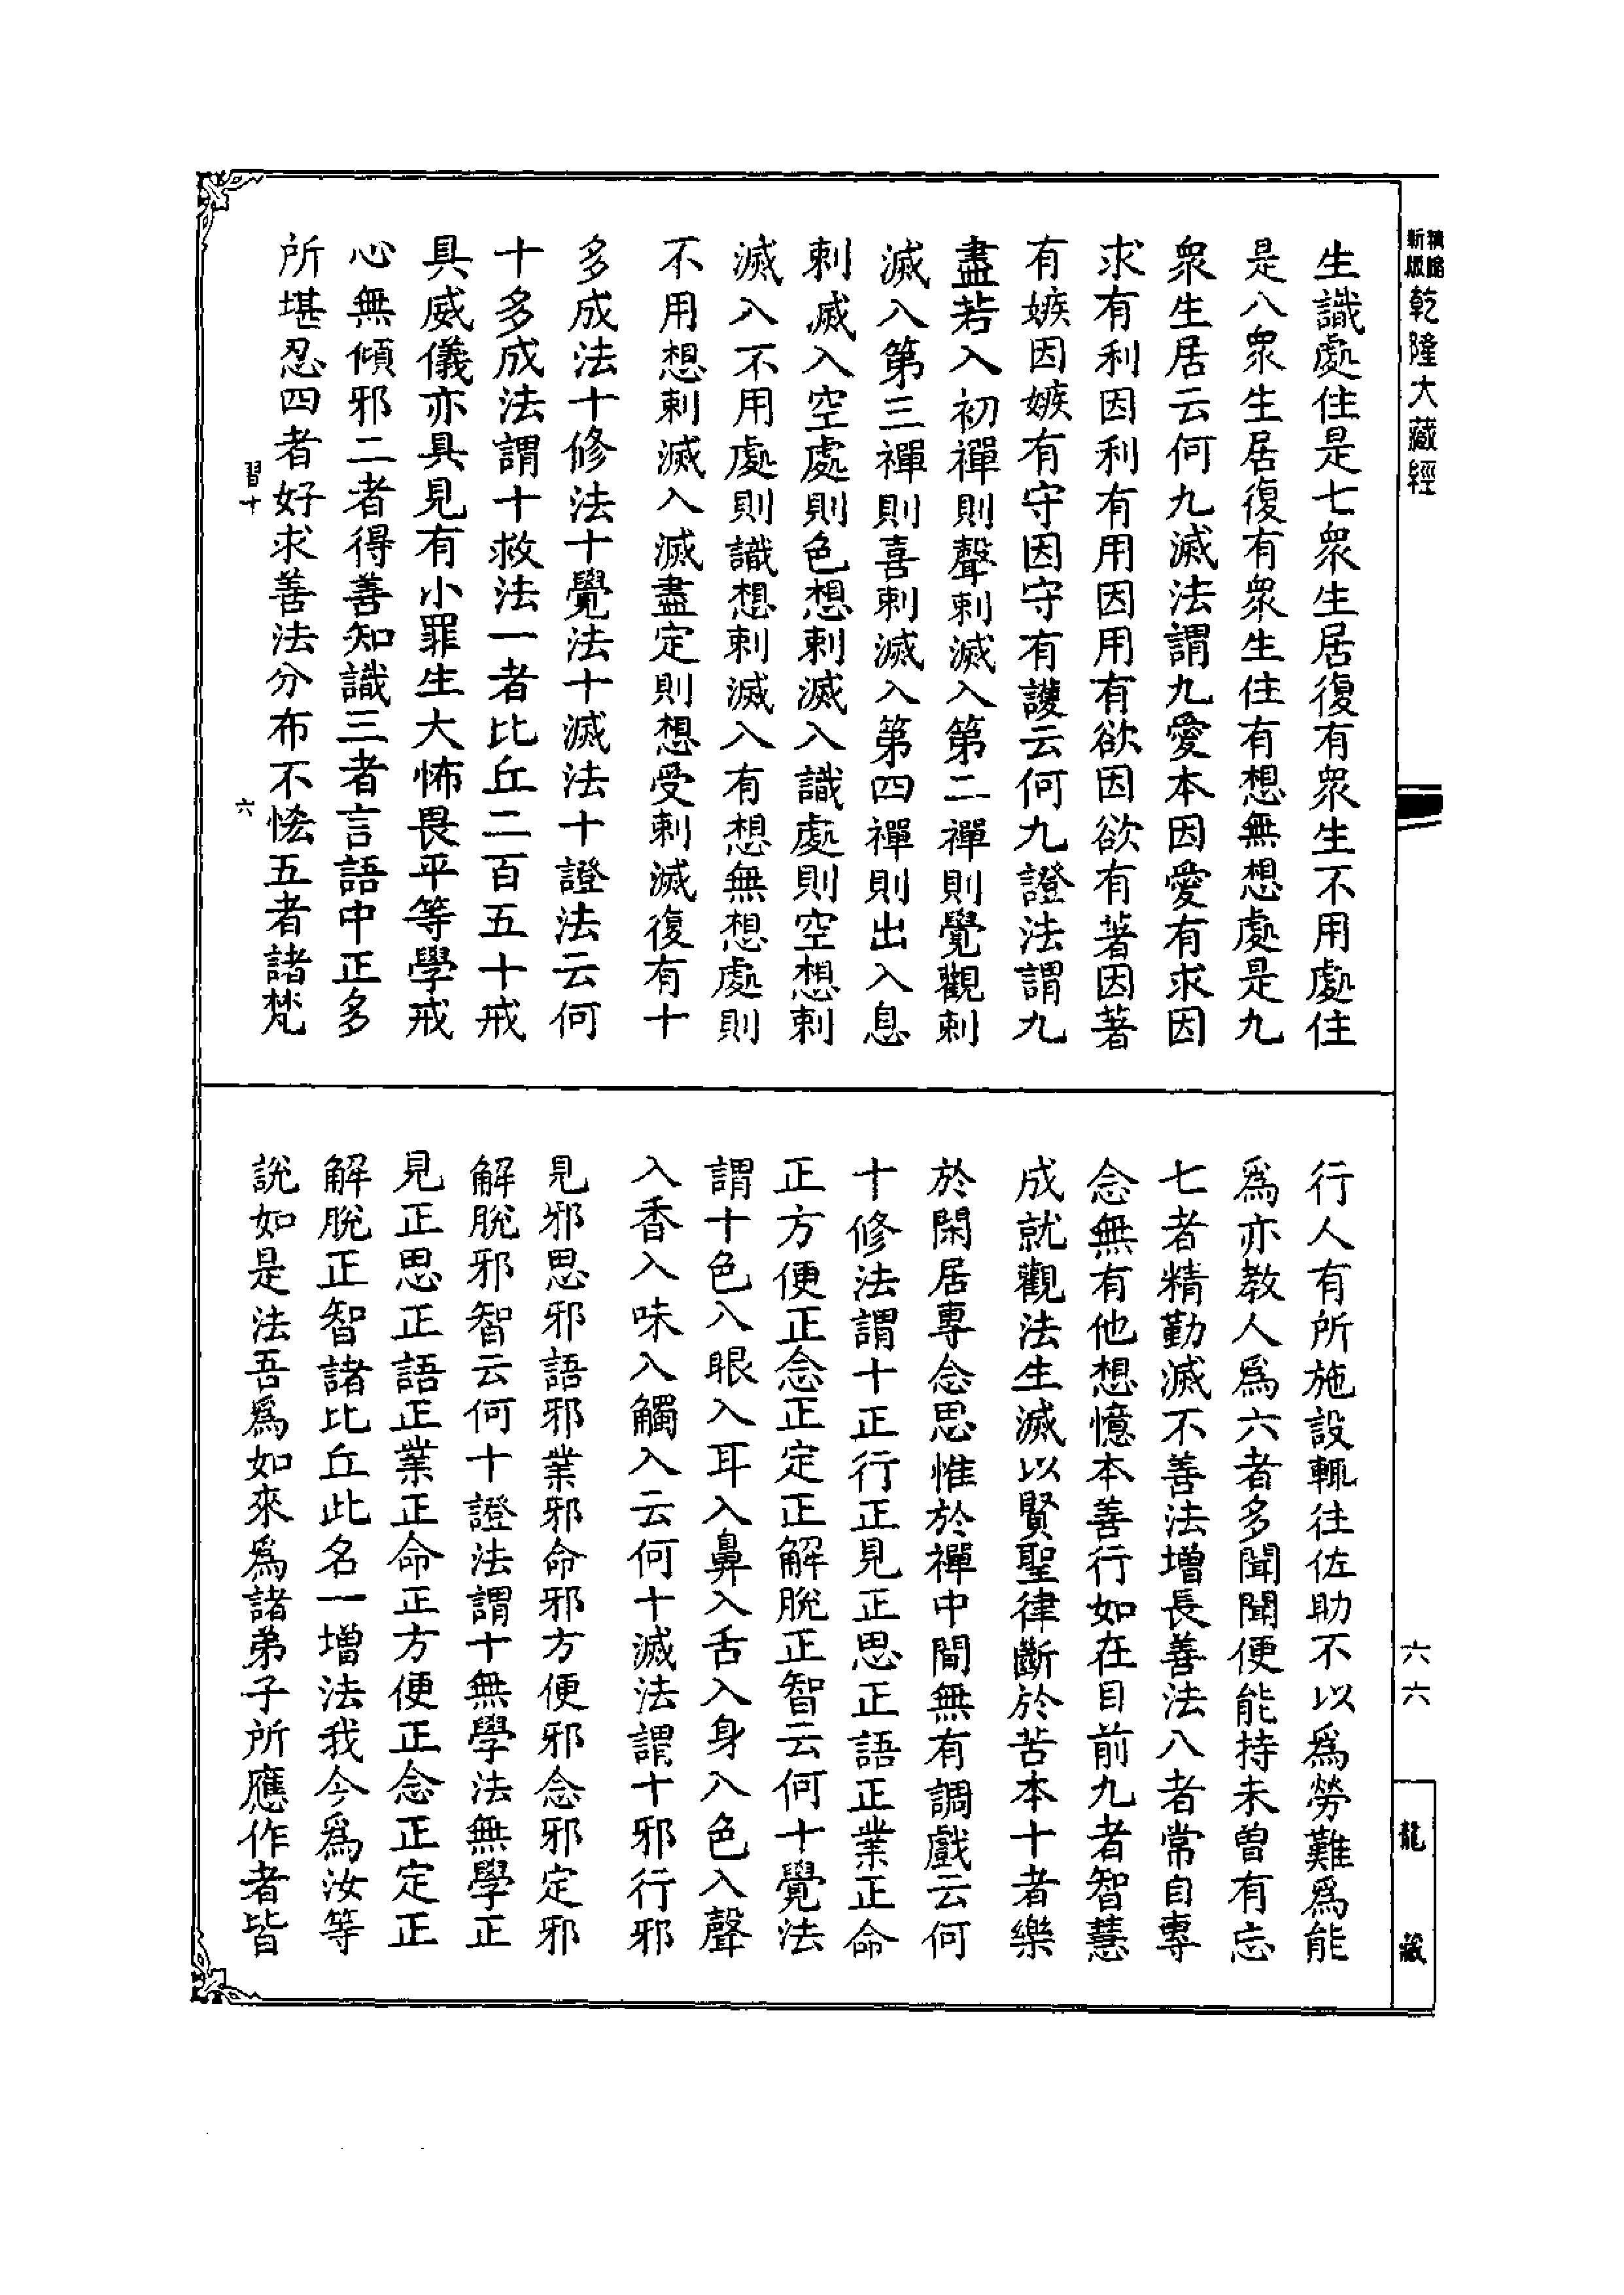 新版
精縮
乾隆大藏經
生識處住是七衆生居復有衆生不用處住
是八衆生居復有衆生住有想無想處是九
衆生居云何九滅法謂九愛本因愛有求因
求有利因利有用因用有欲因欲有著因著
有嫉因嫉有守因守有護云何九證法謂九
盡若入初禪則聲刺滅入第二禪則覺觀刺
滅入第三禪則喜刺滅入第四禪則出入息
刺滅入空處則色想刺滅入識處則空想刺
滅入不用處則識想刺滅入有想無想處則
不用想刺滅入滅盡定則想受刺滅復有十
多成法十修法十覺法十滅法十證法云何
十多成法謂十救法一者比丘二百五十戒
具威儀亦具見有小罪生大怖畏平等學戒
心無傾邪二者得善知識三者言語中正多
所堪忍四者好求善法分布不恡五者諸梵
習十
六
行人有所施設輒往佐助不以爲勞難爲能
爲亦教人爲六者多聞聞便能持未曾有忘
七者精勤滅不善法增長善法八者常自專
念無有他想憶本善行如在目前九者智慧
成就觀法生滅以賢聖律斷於苦本十者樂
於閑居專念思惟於禪中間無有調戲云何
十修法謂十正行正見正思正語正業正命
正方便正念正定正解脫正智云何十覺法
謂十色入眼入耳入鼻入舌入身入色入聲
入香入味入觸入云何十滅法謂十邪行邪
見邪思邪語邪業邪命邪方便邪念邪定邪
解脫邪智云何十證法謂十無學法無學正
見正思正語正業正命正方便正念正定正
解脫正智諸比丘此名一增法我今爲汝等
說如是法吾爲如來爲諸弟子所應作者皆
六六
龍藏